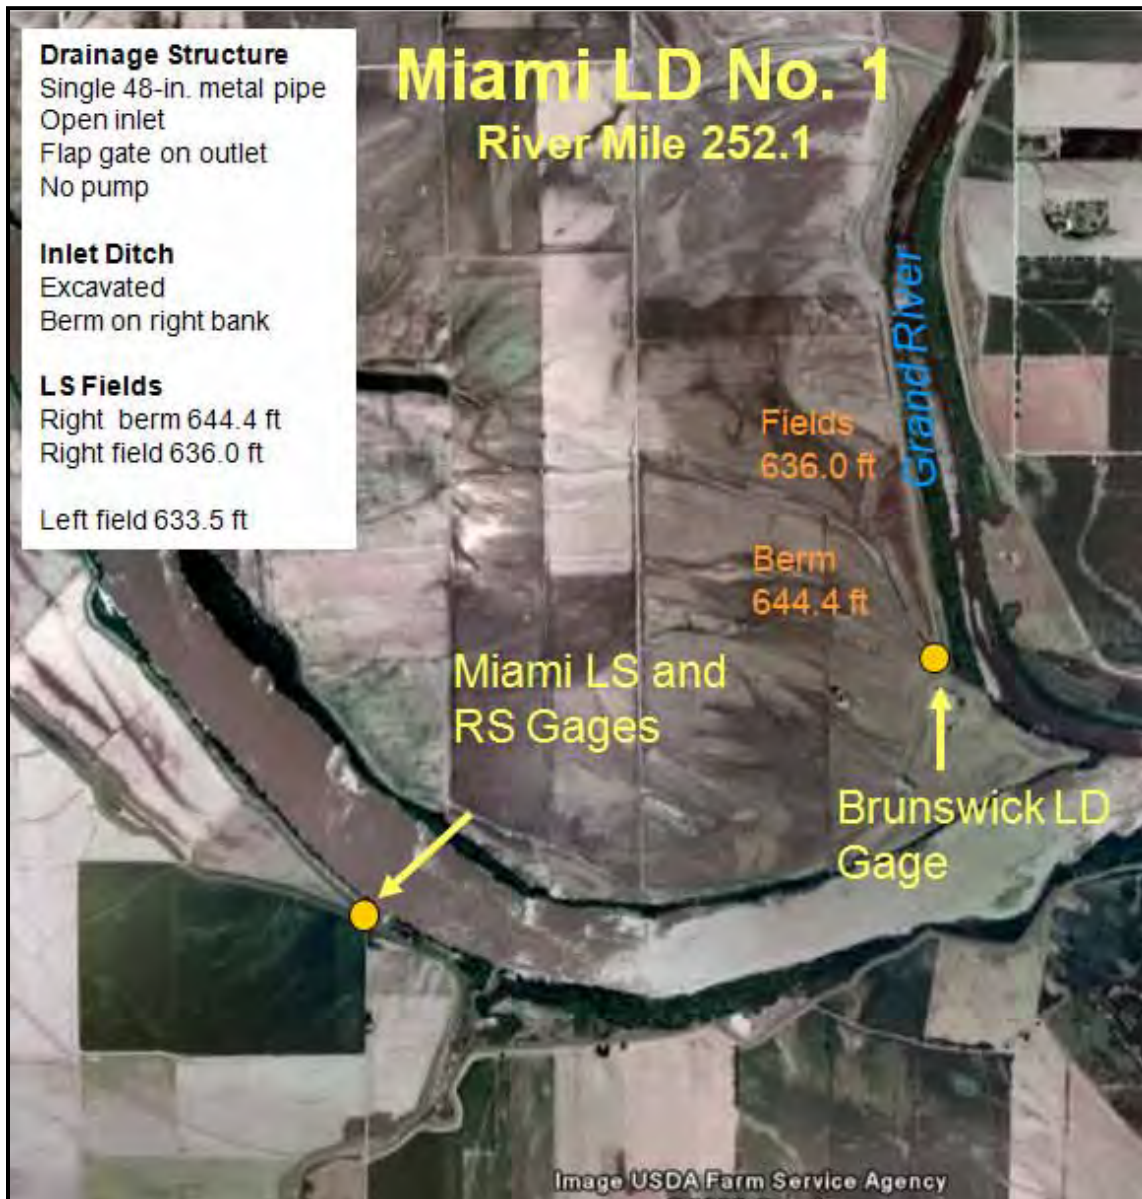 Drainage Structure
Single 48-in. metal pipe
Open inlet
Flap gate on outlet
No pump
Inlet Ditch
Excavated
Berm on right bank
LS Fields
Right berm 644.4 ft
Right field 636.0 ft
Left field 633.5 ft
Miami LD No. 1
River Mile 252.1
Grand River
Fields
636.0 ft
Berm
644.4 ft
Miami LS and
RS Gages
Brunswick LD
Gage
Image USDA Farm Service Agency